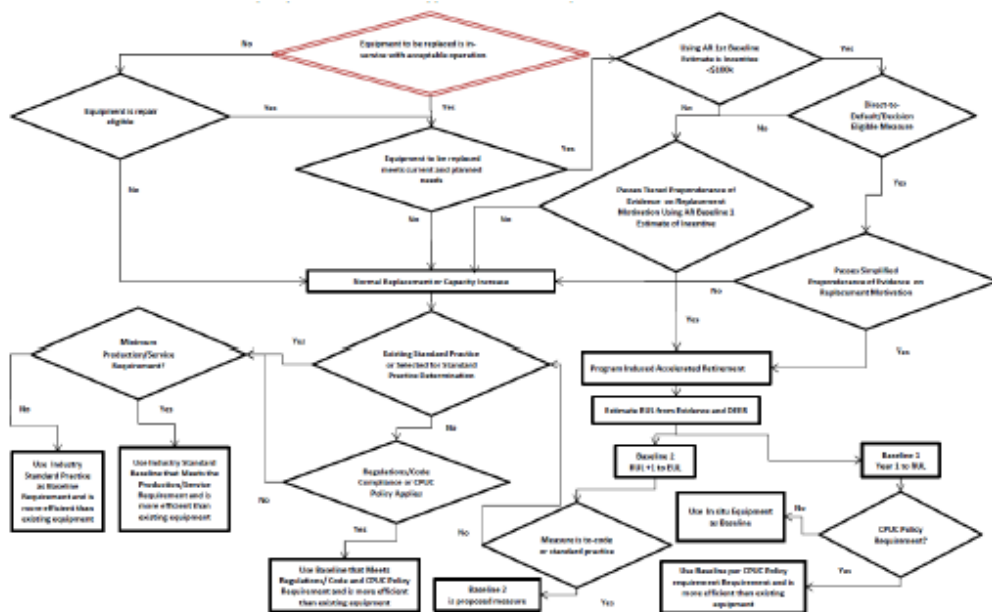 No
Equipment to be replaced is in-
service with acceptable operation
Using AR 1st Baseline
Estimate is Incentive
<$100k
Yes
Equipment is repair
eligible
Yes
Yes
No
Direct-to-
Default/Decision
Eligible Measure
No
Equipment to be replaced
meets current and planned
needs
Yes
No
No
Passes Tiered Preponderance of
Evidence on Replacement
Motivation Using AR Baseline 1
Estimate of Incentive
No
Yes
Normal Replacement or Capacity Increase
No
Passes Simplified
Preponderance of Evidence on
Replacement Motivation
Yes
Yes
Minimum
Production/Service
Requirement?
Yes
Existing Standard Practice
or Selected for Standard
Practice Determination
Program Induced Accelerated Retirement
No
Yes
No
Estimate RUL from Evidence and DEER
Use Industry
Standard Practice
as Baseline
Requirement and is
more efficient than
existing equipment
Use Industry Standard
Baseline that Meets the
Production/Service
Requirement and is
more efficient than
existing equipment
No
Regulations/Code
Compliance or CPUC
Policy Applies
Yes
Baseline 2
RUL +1 to EUL
Baseline 1
Year 1 to RUL
Use In situ Equipment
as Baseline
No
CPUC Policy
Requirement?
No
Measure is to-code
or standard practice
Yes
Yes
Use Baseline that Meets
Regulations/ Code and CPUC Policy
Requirement and is more efficient
than existing equipment
Baseline 2
is proposed measure
Use Baseline per CPUC Policy
requirement Requirement and is
more efficient than existing
equipment